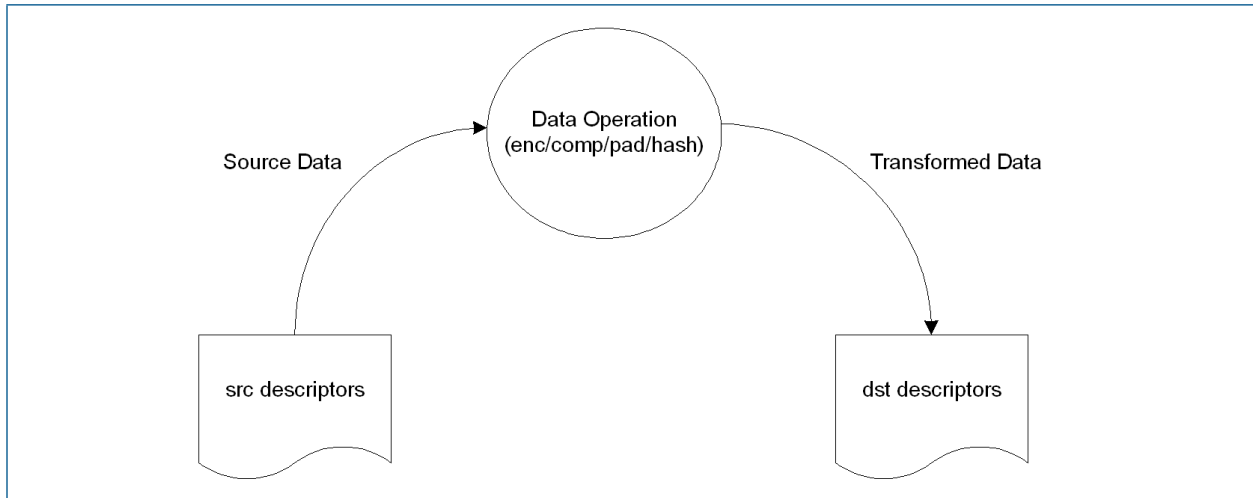 Data Operation
(enc/comp/pad/hash)
Source Data
Transformed Data
src descriptors
dst descriptors